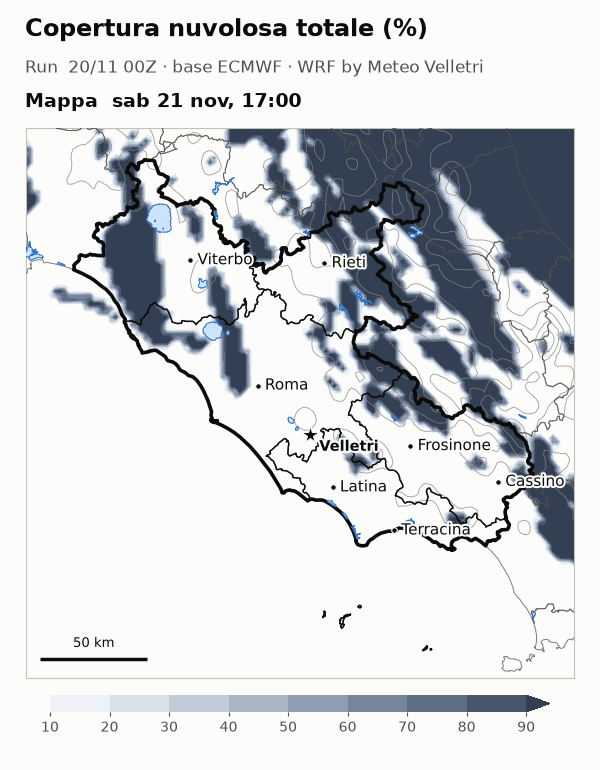 Copertura nuvolosa totale (%)
Run 20/11 00Z · base ECMWF · WRF by Meteo Velletri
Mappa sab 21 nov, 17:00
Viterbo
Rieti
Roma
Velletri
Frosinone
Latina
Cassino
Terracina
50 km
10 20 30 40 50 60 70 80 90